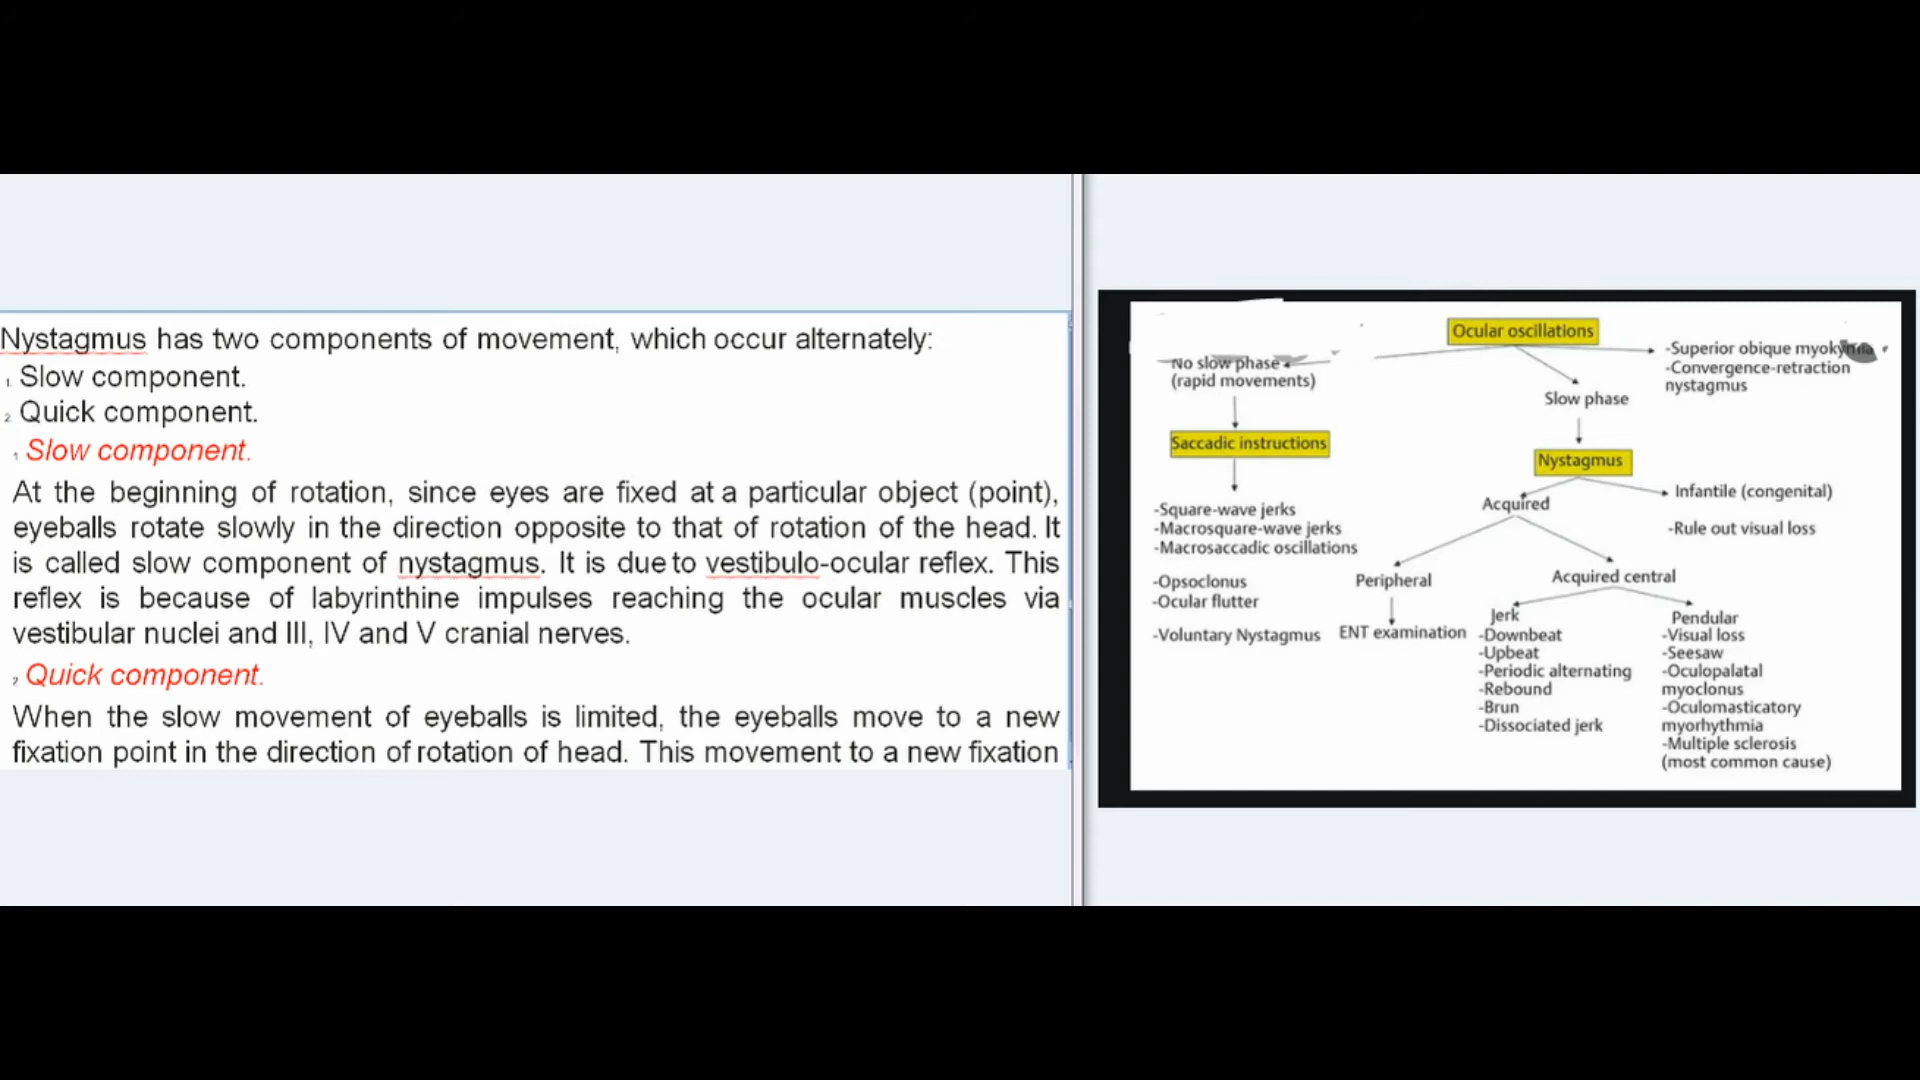 Nystagmus has two components of movement, which occur alternately:
1. Slow component.
2. Quick component.
1. Slow component.
At the beginning of rotation, since eyes are fixed at a particular object (point),
eyeballs rotate slowly in the direction opposite to that of rotation of the head. It
is called slow component of nystagmus. It is due to vestibulo-ocular reflex. This
reflex is because of labyrinthine impulses reaching the ocular muscles via
vestibular nuclei and III, IV and V cranial nerves.
2. Quick component.
When the slow movement of eyeballs is limited, the eyeballs move to a new
fixation point in the direction of rotation of head. This movement to a new fixation
Ocular oscillations
No slow phase
(rapid movements)
Saccadic instructions
-Square-wave jerks
-Macrosquare-wave jerks
-Macrosaccadic oscillations
-Opsoclonus
-Ocular flutter
-Voluntary Nystagmus
-Superior obique myokymia
-Convergence-retraction
nystagmus
Slow phase
Nystagmus
Acquired
Infantile (congenital)
-Rule out visual loss
Peripheral
ENT examination
Acquired central
Jerk
-Downbeat
-Upbeat
-Periodic alternating
-Rebound
-Brun
-Dissociated jerk
Pendular
-Visual loss
-Seesaw
-Oculopalatal
myoclonus
-Oculomasticatory
myorhythmia
-Multiple sclerosis
(most common cause)